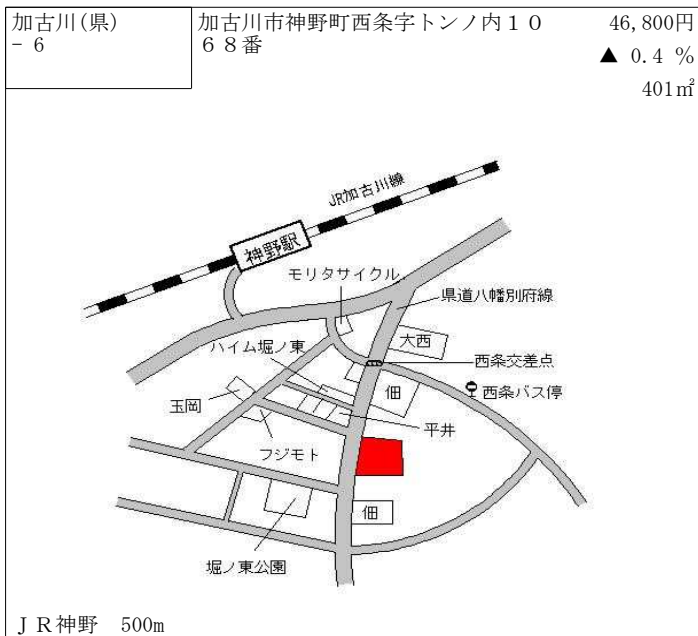 加古川(県)
－6
加古川市神野町西条字トンノ内１０
６８番
46,800円
▲ 0.4 %
401㎡
JR加古川線
神野駅
モリタサイクル
県道八幡別府線
大西
ハイム堀ノ東
西条交差点
佃
西条バス停
玉岡
平井
フジモト
佃
堀ノ東公園
ＪＲ神野　500m